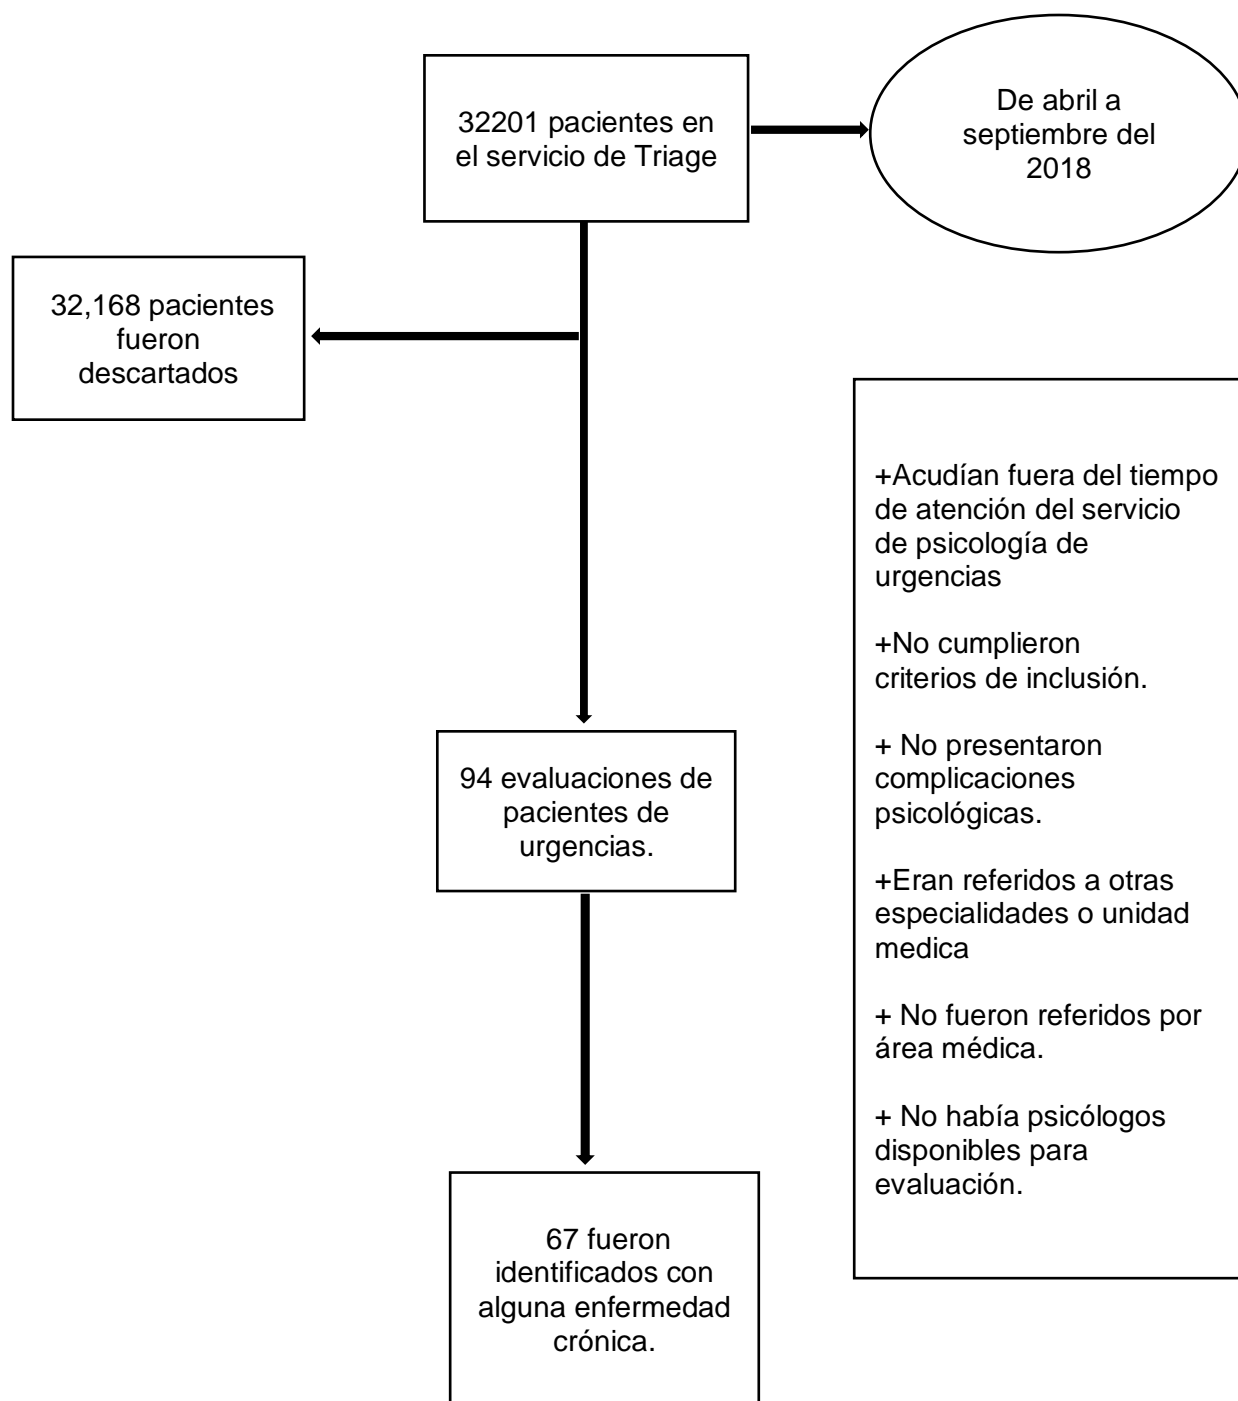 32201 pacientes en
el servicio de Triage
De abril a
septiembre del
2018
32,168 pacientes
fueron
descartados
+Acudían fuera del tiempo
de atención del servicio
de psicología de
urgencias
+No cumplieron
criterios de inclusión.
+ No presentaron
complicaciones
psicológicas.
+Eran referidos a otras
especialidades o unidad
medica
+ No fueron referidos por
área médica.
+ No había psicólogos
disponibles para
evaluación.
94 evaluaciones de
pacientes de
urgencias.
67 fueron
identificados con
alguna enfermedad
crónica.